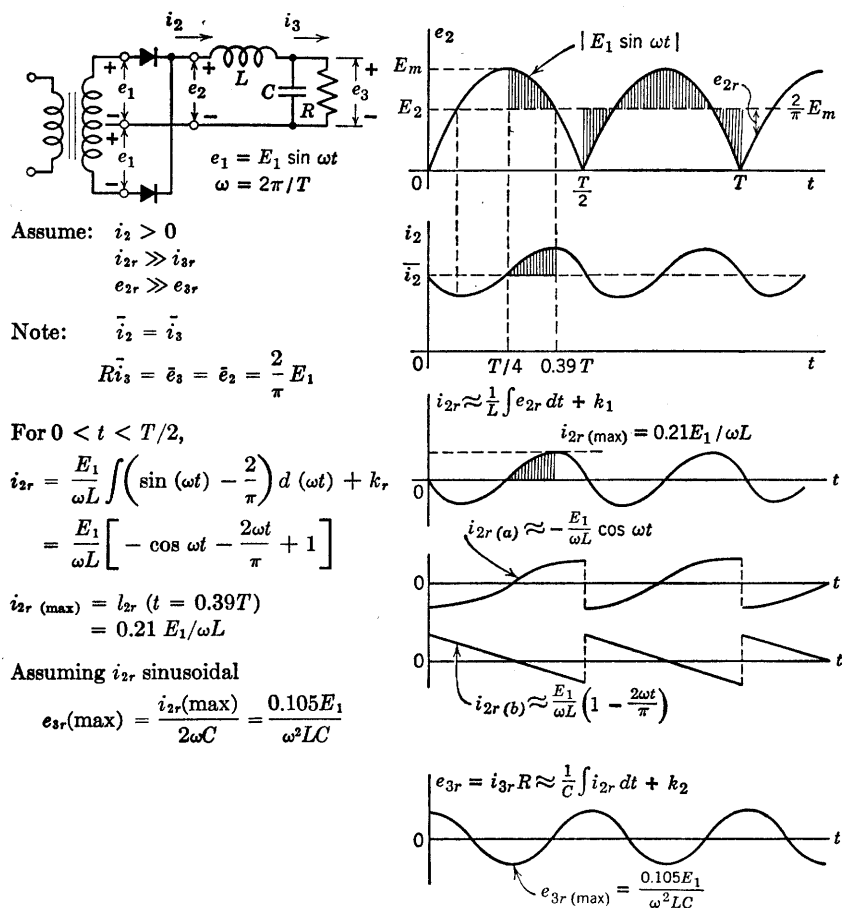 i₂ i₃
+ e₁ − + e₁ − + e₂ − L C R + e₃ −
e₁ = E₁ sin ωt
ω = 2π/T
Assume: i₂ > 0
i₂ᵣ ≫ i₃ᵣ
e₂ᵣ ≫ e₃ᵣ
Note: ī₂ = ī₃
Rī₃ = ē₃ = ē₂ = 2/π E₁
For 0 < t < T/2,
i₂ᵣ = E₁/ωL ∫(sin (ωt) − 2/π) d (ωt) + kᵣ
= E₁/ωL [− cos ωt − 2ωt/π + 1]
i₂ᵣ (max) = l₂ᵣ (t = 0.39T)
= 0.21 E₁/ωL
Assuming i₂ᵣ sinusoidal
e₃ᵣ(max) = i₂ᵣ(max)/2ωC = 0.105E₁/ω²LC
e₂
|E₁ sin ωt|
Eₘ
e₂ᵣ
E₂
2/π Eₘ
0 T/2 T t
i₂
ī₂
0 T/4 0.39T t
i₂ᵣ ≈ 1/L ∫e₂ᵣ dt + k₁
i₂ᵣ (max) = 0.21E₁/ωL
0 t
i₂ᵣ (a) ≈ − E₁/ωL cos ωt
0 t
0 t
i₂ᵣ (b) ≈ E₁/ωL (1 − 2ωt/π)
e₃ᵣ = i₃ᵣR ≈ 1/C ∫i₂ᵣ dt + k₂
0 t
e₃ᵣ (max) = 0.105E₁/ω²LC